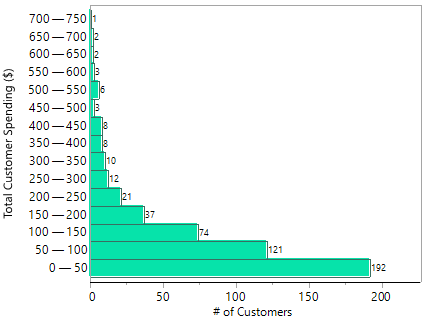 700 — 750 1
650 — 700 2
600 — 650 2
550 — 600 3
500 — 550 6
450 — 500 3
400 — 450 8
350 — 400 8
300 — 350 10
250 — 300 12
200 — 250 21
150 — 200 37
100 — 150 74
50 — 100 121
0 — 50 192
0 50 100 150 200
# of Customers
Total Customer Spending ($)